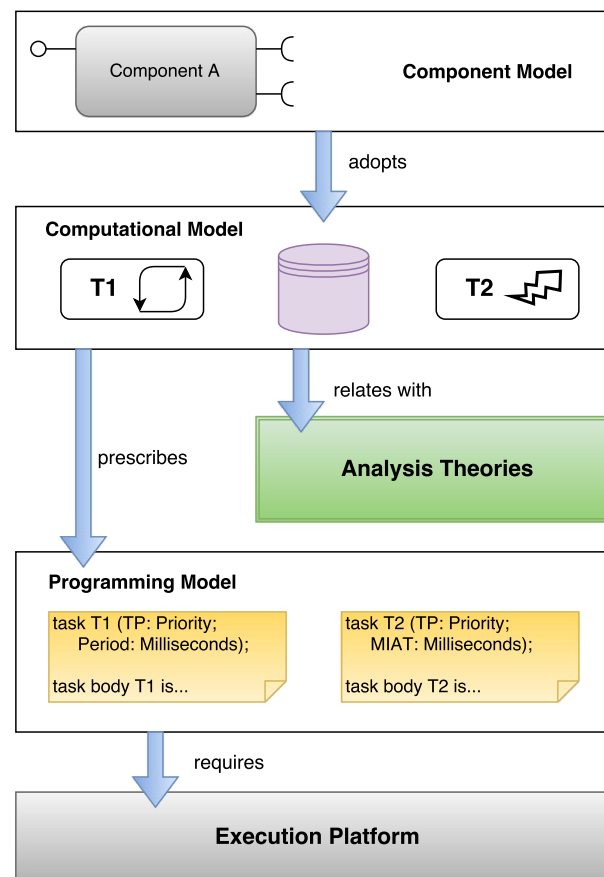 Component A
Component Model
adopts
Computational Model
T1
T2
relates with
prescribes
Analysis Theories
Programming Model
task T1 (TP: Priority;
Period: Milliseconds);
task body T1 is...
task T2 (TP: Priority;
MIAT: Milliseconds);
task body T2 is...
requires
Execution Platform